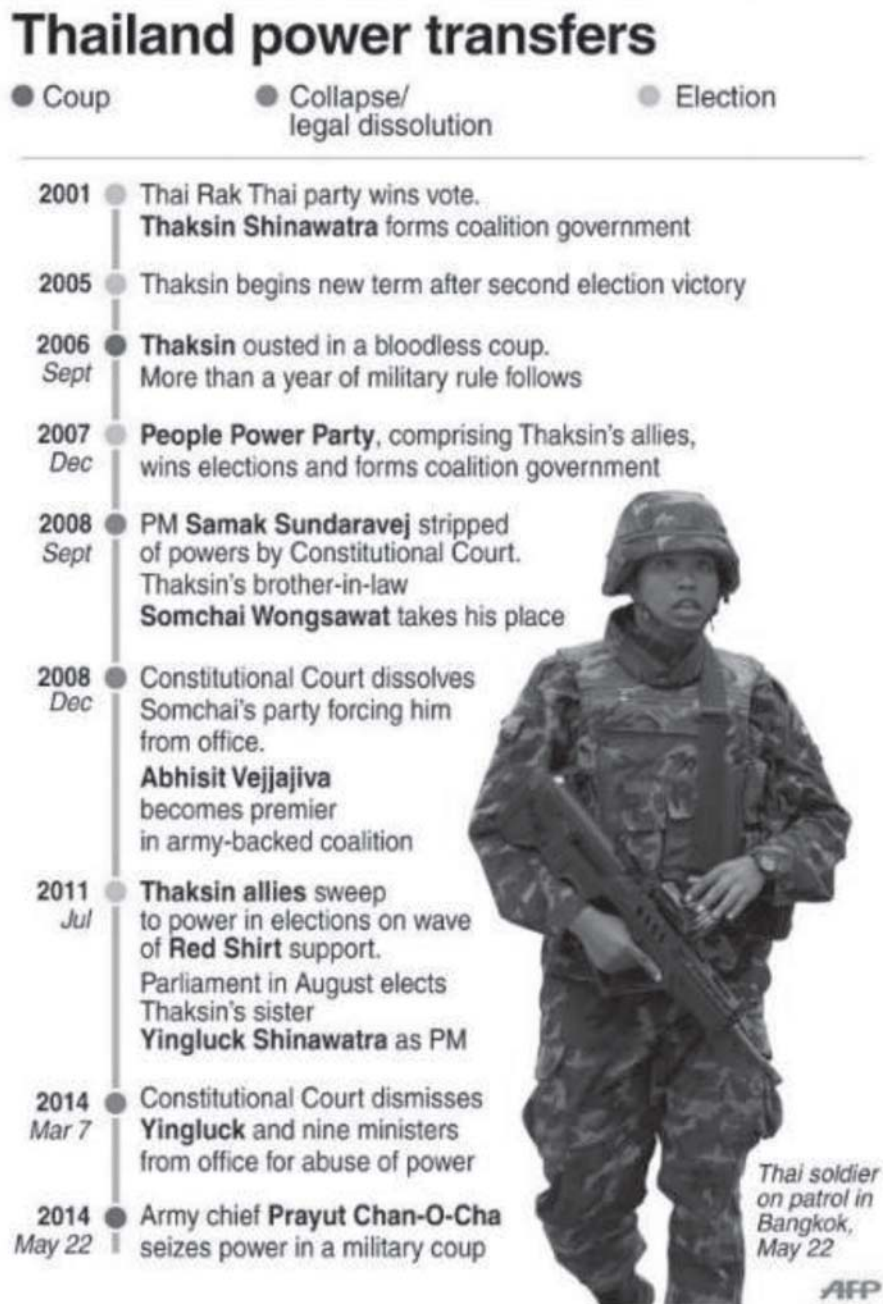 Thailand power transfers
Coup
Collapse/
legal dissolution
Election
2001 Thai Rak Thai party wins vote.
Thaksin Shinawatra forms coalition government
2005 Thaksin begins new term after second election victory
2006 Thaksin ousted in a bloodless coup.
Sept More than a year of military rule follows
2007 People Power Party, comprising Thaksin's allies,
Dec wins elections and forms coalition government
2008 PM Samak Sundaravej stripped
Sept of powers by Constitutional Court.
Thaksin's brother-in-law
Somchai Wongsawat takes his place
2008 Constitutional Court dissolves
Dec Somchai's party forcing him
from office.
Abhisit Vejjajiva
becomes premier
in army-backed coalition
2011 Thaksin allies sweep
Jul to power in elections on wave
of Red Shirt support.
Parliament in August elects
Thaksin's sister
Yingluck Shinawatra as PM
2014 Constitutional Court dismisses
Mar 7 Yingluck and nine ministers
from office for abuse of power
2014 Army chief Prayut Chan-O-Cha
May 22 seizes power in a military coup
Thai soldier
on patrol in
Bangkok,
May 22
AFP